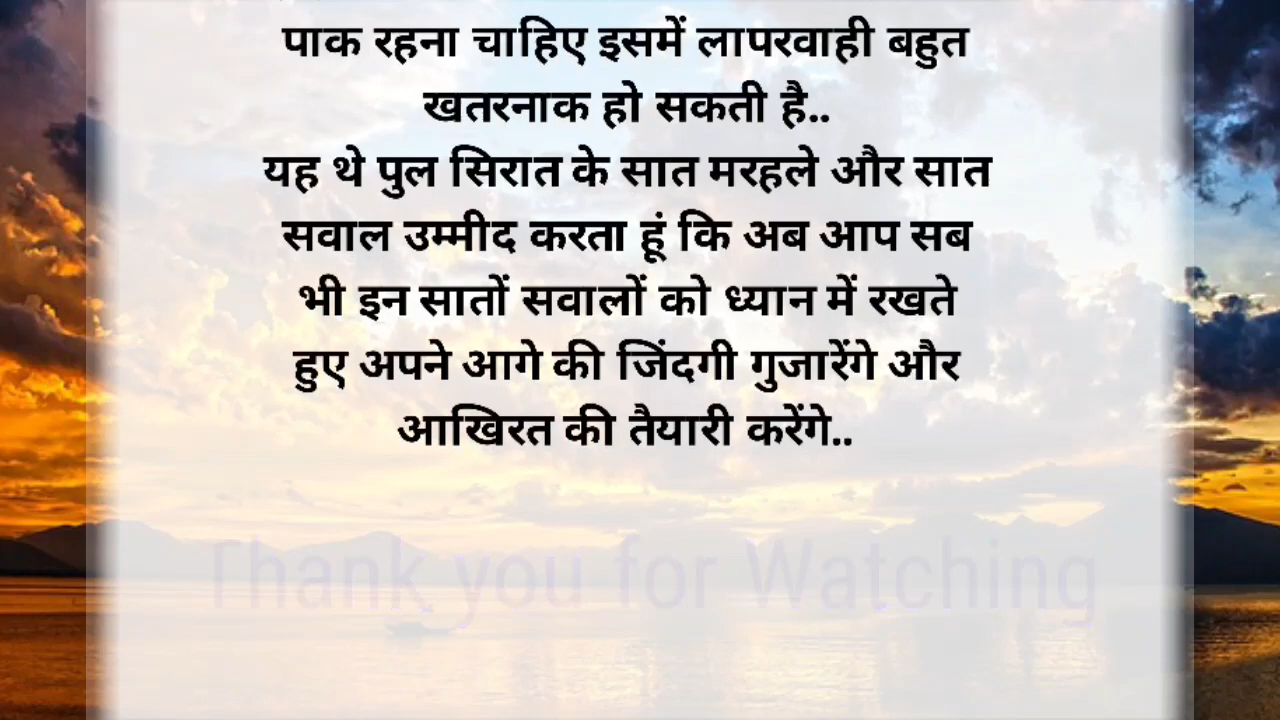 पाक रहना चाहिए इसमें लापरवाही बहुत
खतरनाक हो सकती है..
यह थे पुल सिरात के सात मरहले और सात
सवाल उम्मीद करता हूं कि अब आप सब
भी इन सातों सवालों को ध्यान में रखते
हुए अपने आगे की जिंदगी गुजारेंगे और
आखिरत की तैयारी करेंगे..
Thank you for Watching